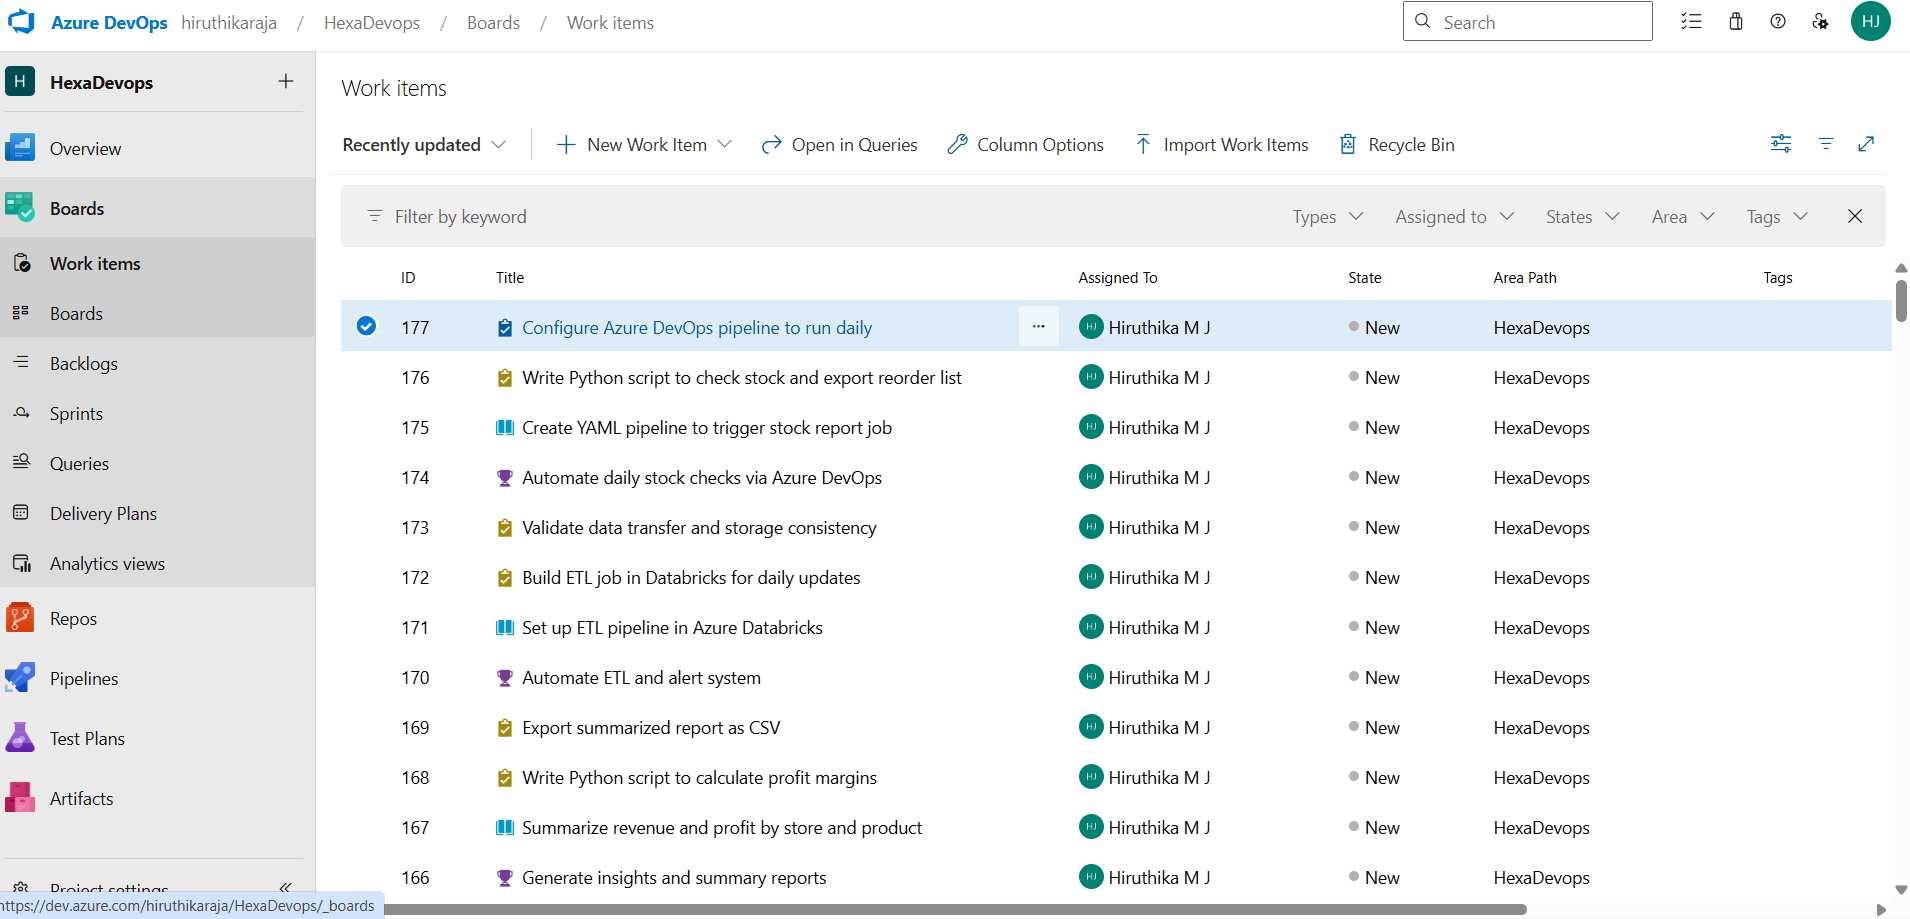 Azure DevOps hiruthikaraja / HexaDevops / Boards / Work items Search HJ
H HexaDevops
Overview
Boards
Work items
Boards
Backlogs
Sprints
Queries
Delivery Plans
Analytics views
Repos
Pipelines
Test Plans
Artifacts
Project settings
https://dev.azure.com/hiruthikaraja/HexaDevops/_boards
Work items
Recently updated New Work Item Open in Queries Column Options Import Work Items Recycle Bin
Filter by keyword Types Assigned to States Area Tags
ID Title Assigned To State Area Path Tags
177 Configure Azure DevOps pipeline to run daily ... HJ Hiruthika M J New HexaDevops
176 Write Python script to check stock and export reorder list HJ Hiruthika M J New HexaDevops
175 Create YAML pipeline to trigger stock report job HJ Hiruthika M J New HexaDevops
174 Automate daily stock checks via Azure DevOps HJ Hiruthika M J New HexaDevops
173 Validate data transfer and storage consistency HJ Hiruthika M J New HexaDevops
172 Build ETL job in Databricks for daily updates HJ Hiruthika M J New HexaDevops
171 Set up ETL pipeline in Azure Databricks HJ Hiruthika M J New HexaDevops
170 Automate ETL and alert system HJ Hiruthika M J New HexaDevops
169 Export summarized report as CSV HJ Hiruthika M J New HexaDevops
168 Write Python script to calculate profit margins HJ Hiruthika M J New HexaDevops
167 Summarize revenue and profit by store and product HJ Hiruthika M J New HexaDevops
166 Generate insights and summary reports HJ Hiruthika M J New HexaDevops